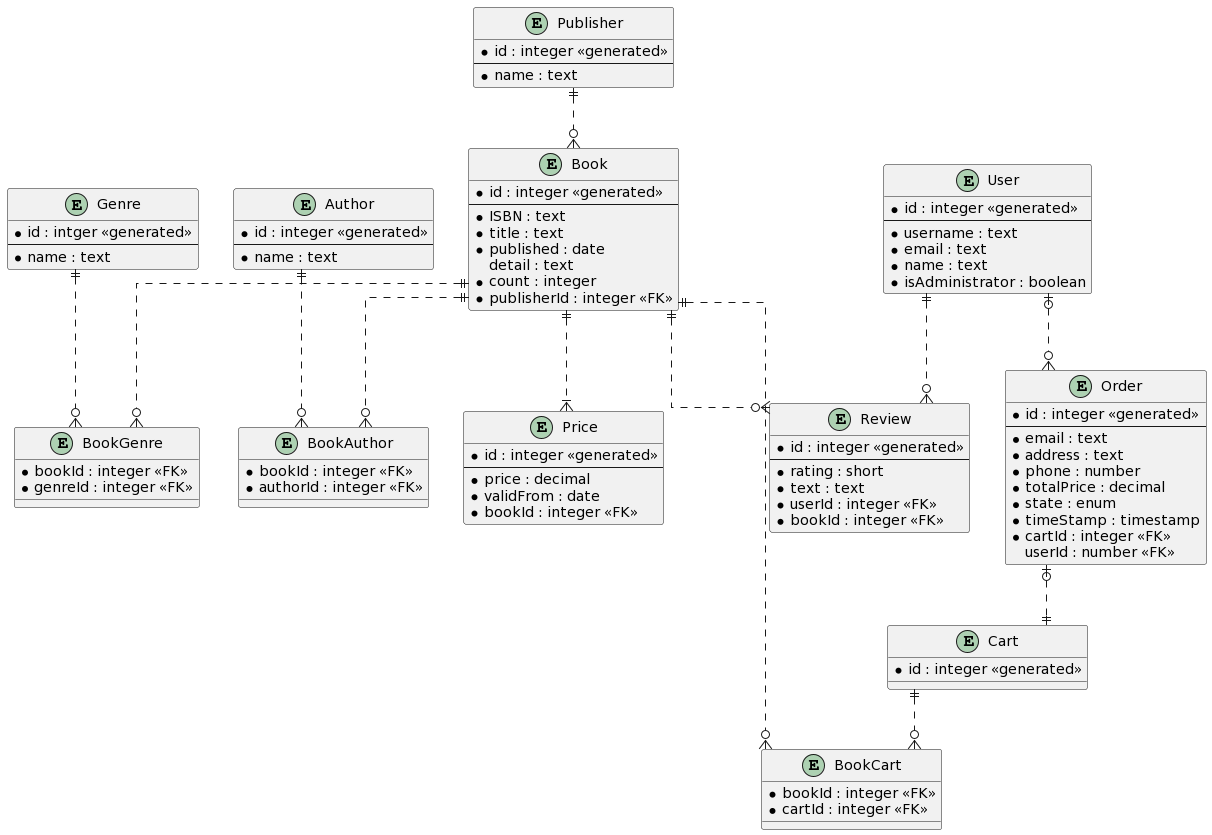 E Publisher
* id : integer «generated»
* name : text
E Book
* id : integer «generated»
* ISBN : text
* title : text
* published : date
detail : text
* count : integer
* publisherId : integer «FK»
E User
* id : integer «generated»
* username : text
* email : text
* name : text
* isAdministrator : boolean
E Genre
* id : intger «generated»
* name : text
E Author
* id : integer «generated»
* name : text
E Order
* id : integer «generated»
* email : text
* address : text
* phone : number
* totalPrice : decimal
* state : enum
* timeStamp : timestamp
* cartId : integer «FK»
userId : number «FK»
E BookGenre
* bookId : integer «FK»
* genreId : integer «FK»
E BookAuthor
* bookId : integer «FK»
* authorId : integer «FK»
E Price
* id : integer «generated»
* price : decimal
* validFrom : date
* bookId : integer «FK»
E Review
* id : integer «generated»
* rating : short
* text : text
* userId : integer «FK»
* bookId : integer «FK»
E Cart
* id : integer «generated»
E BookCart
* bookId : integer «FK»
* cartId : integer «FK»